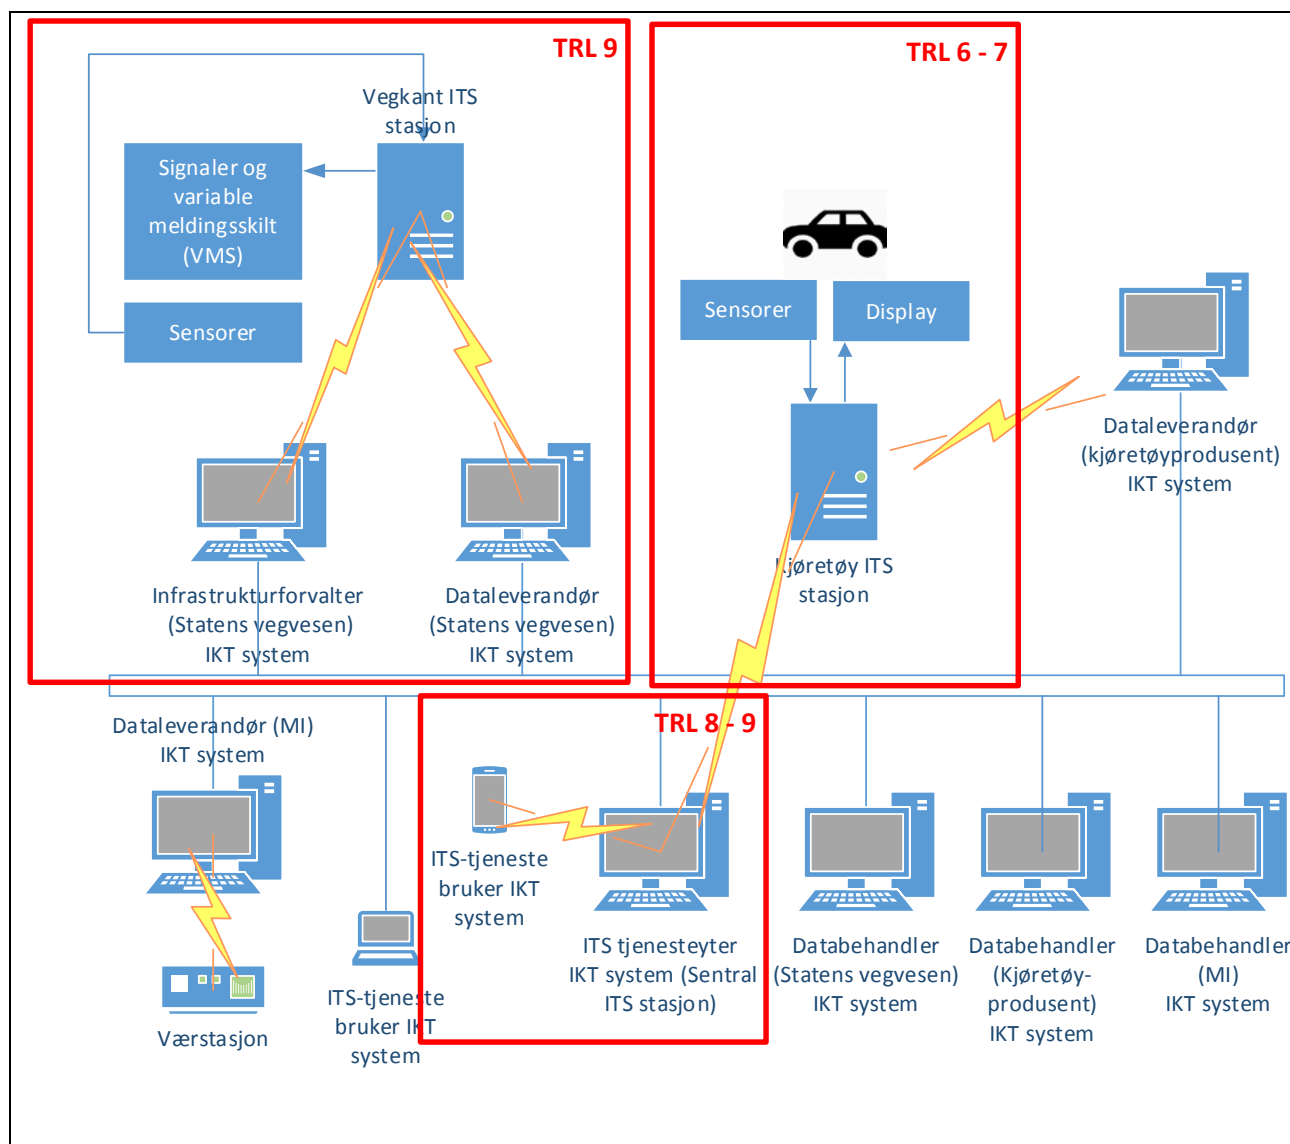 TRL 9
Vegkant ITS
stasjon
Signaler og
variable
meldingsskilt
(VMS)
Sensorer
Infrastrukturforvalter
(Statens vegvesen)
IKT system
Dataleverandør
(Statens vegvesen)
IKT system
TRL 6 - 7
Sensorer
Display
Kjøretøy ITS
stasjon
Dataleverandør
(kjøretøyprodusent)
IKT system
Dataleverandør (MI)
IKT system
Værstasjon
ITS-tjeneste
bruker IKT
system
TRL 8 - 9
ITS-tjeneste
bruker IKT
system
ITS tjenesteyter
IKT system (Sentral
ITS stasjon)
Databehandler
(Statens vegvesen)
IKT system
Databehandler
(Kjøretøy-
produsent)
IKT system
Databehandler
(MI)
IKT system